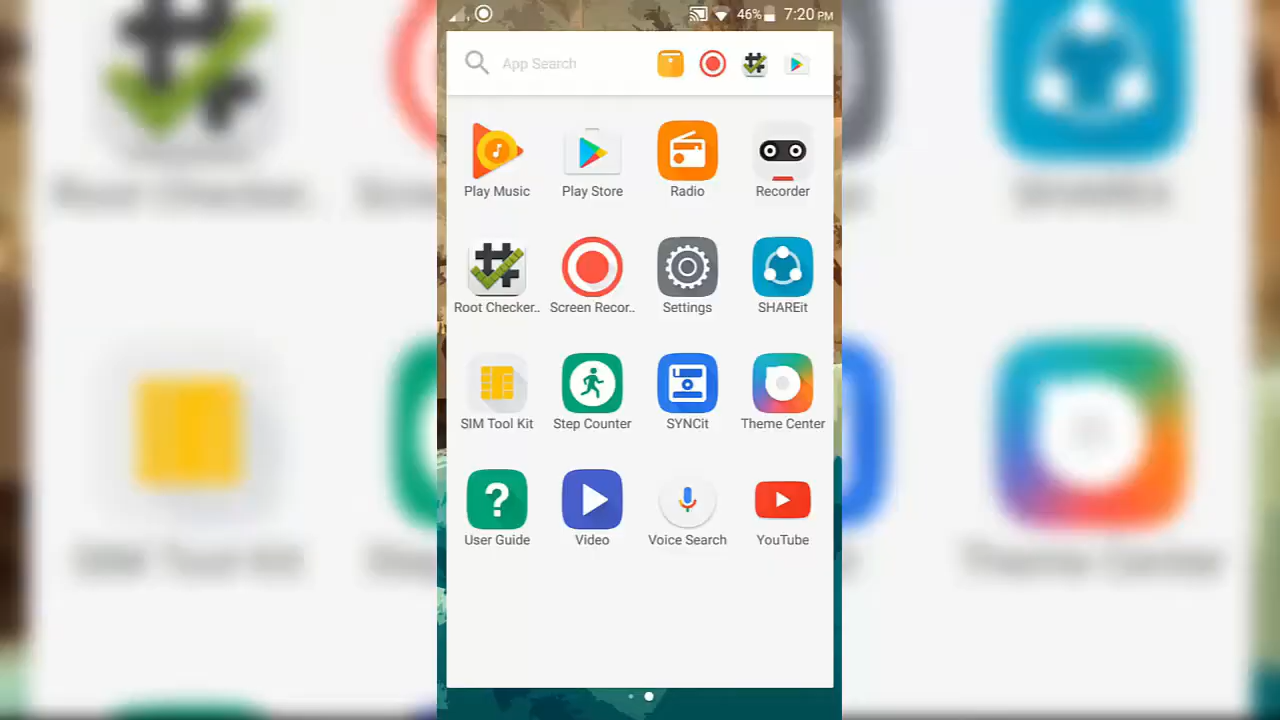 46% 7:20 PM
App Search
Play Music Play Store Radio Recorder
Root Checker.. Screen Recor.. Settings SHAREit
SIM Tool Kit Step Counter SYNCit Theme Center
User Guide Video Voice Search YouTube